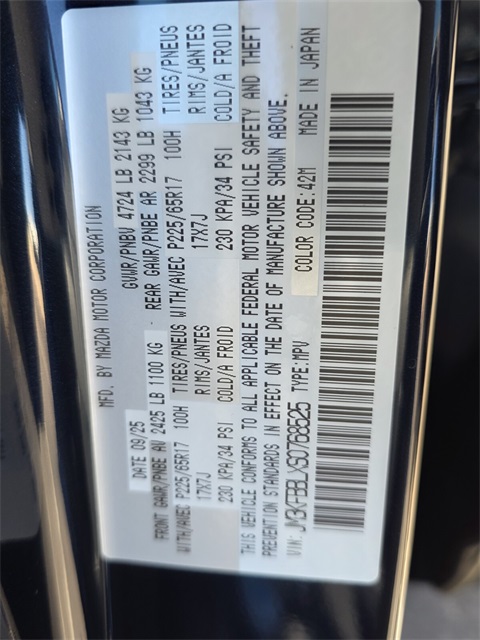 MFD. BY MAZDA MOTOR CORPORATION
DATE 09/25 GVWR/PNBV 4724 LB 2143 KG
FRONT GAWR/PNBE AV 2425 LB 1100 KG - REAR GAWR/PNBE AR 2299 LB 1043 KG
WITH/AVEC P225/65R17 100H TIRES/PNEUS WITH/AVEC P225/65R17 100H TIRES/PNEUS
17X7J RIMS/JANTES 17X7J RIMS/JANTES
230 KPA/34 PSI COLD/A FROID 230 KPA/34 PSI COLD/A FROID
THIS VEHICLE CONFORMS TO ALL APPLICABLE FEDERAL MOTOR VEHICLE SAFETY AND THEFT
PREVENTION STANDARDS IN EFFECT ON THE DATE OF MANUFACTURE SHOWN ABOVE.
VIN: TYPE:MPV COLOR CODE:42M MADE IN JAPAN